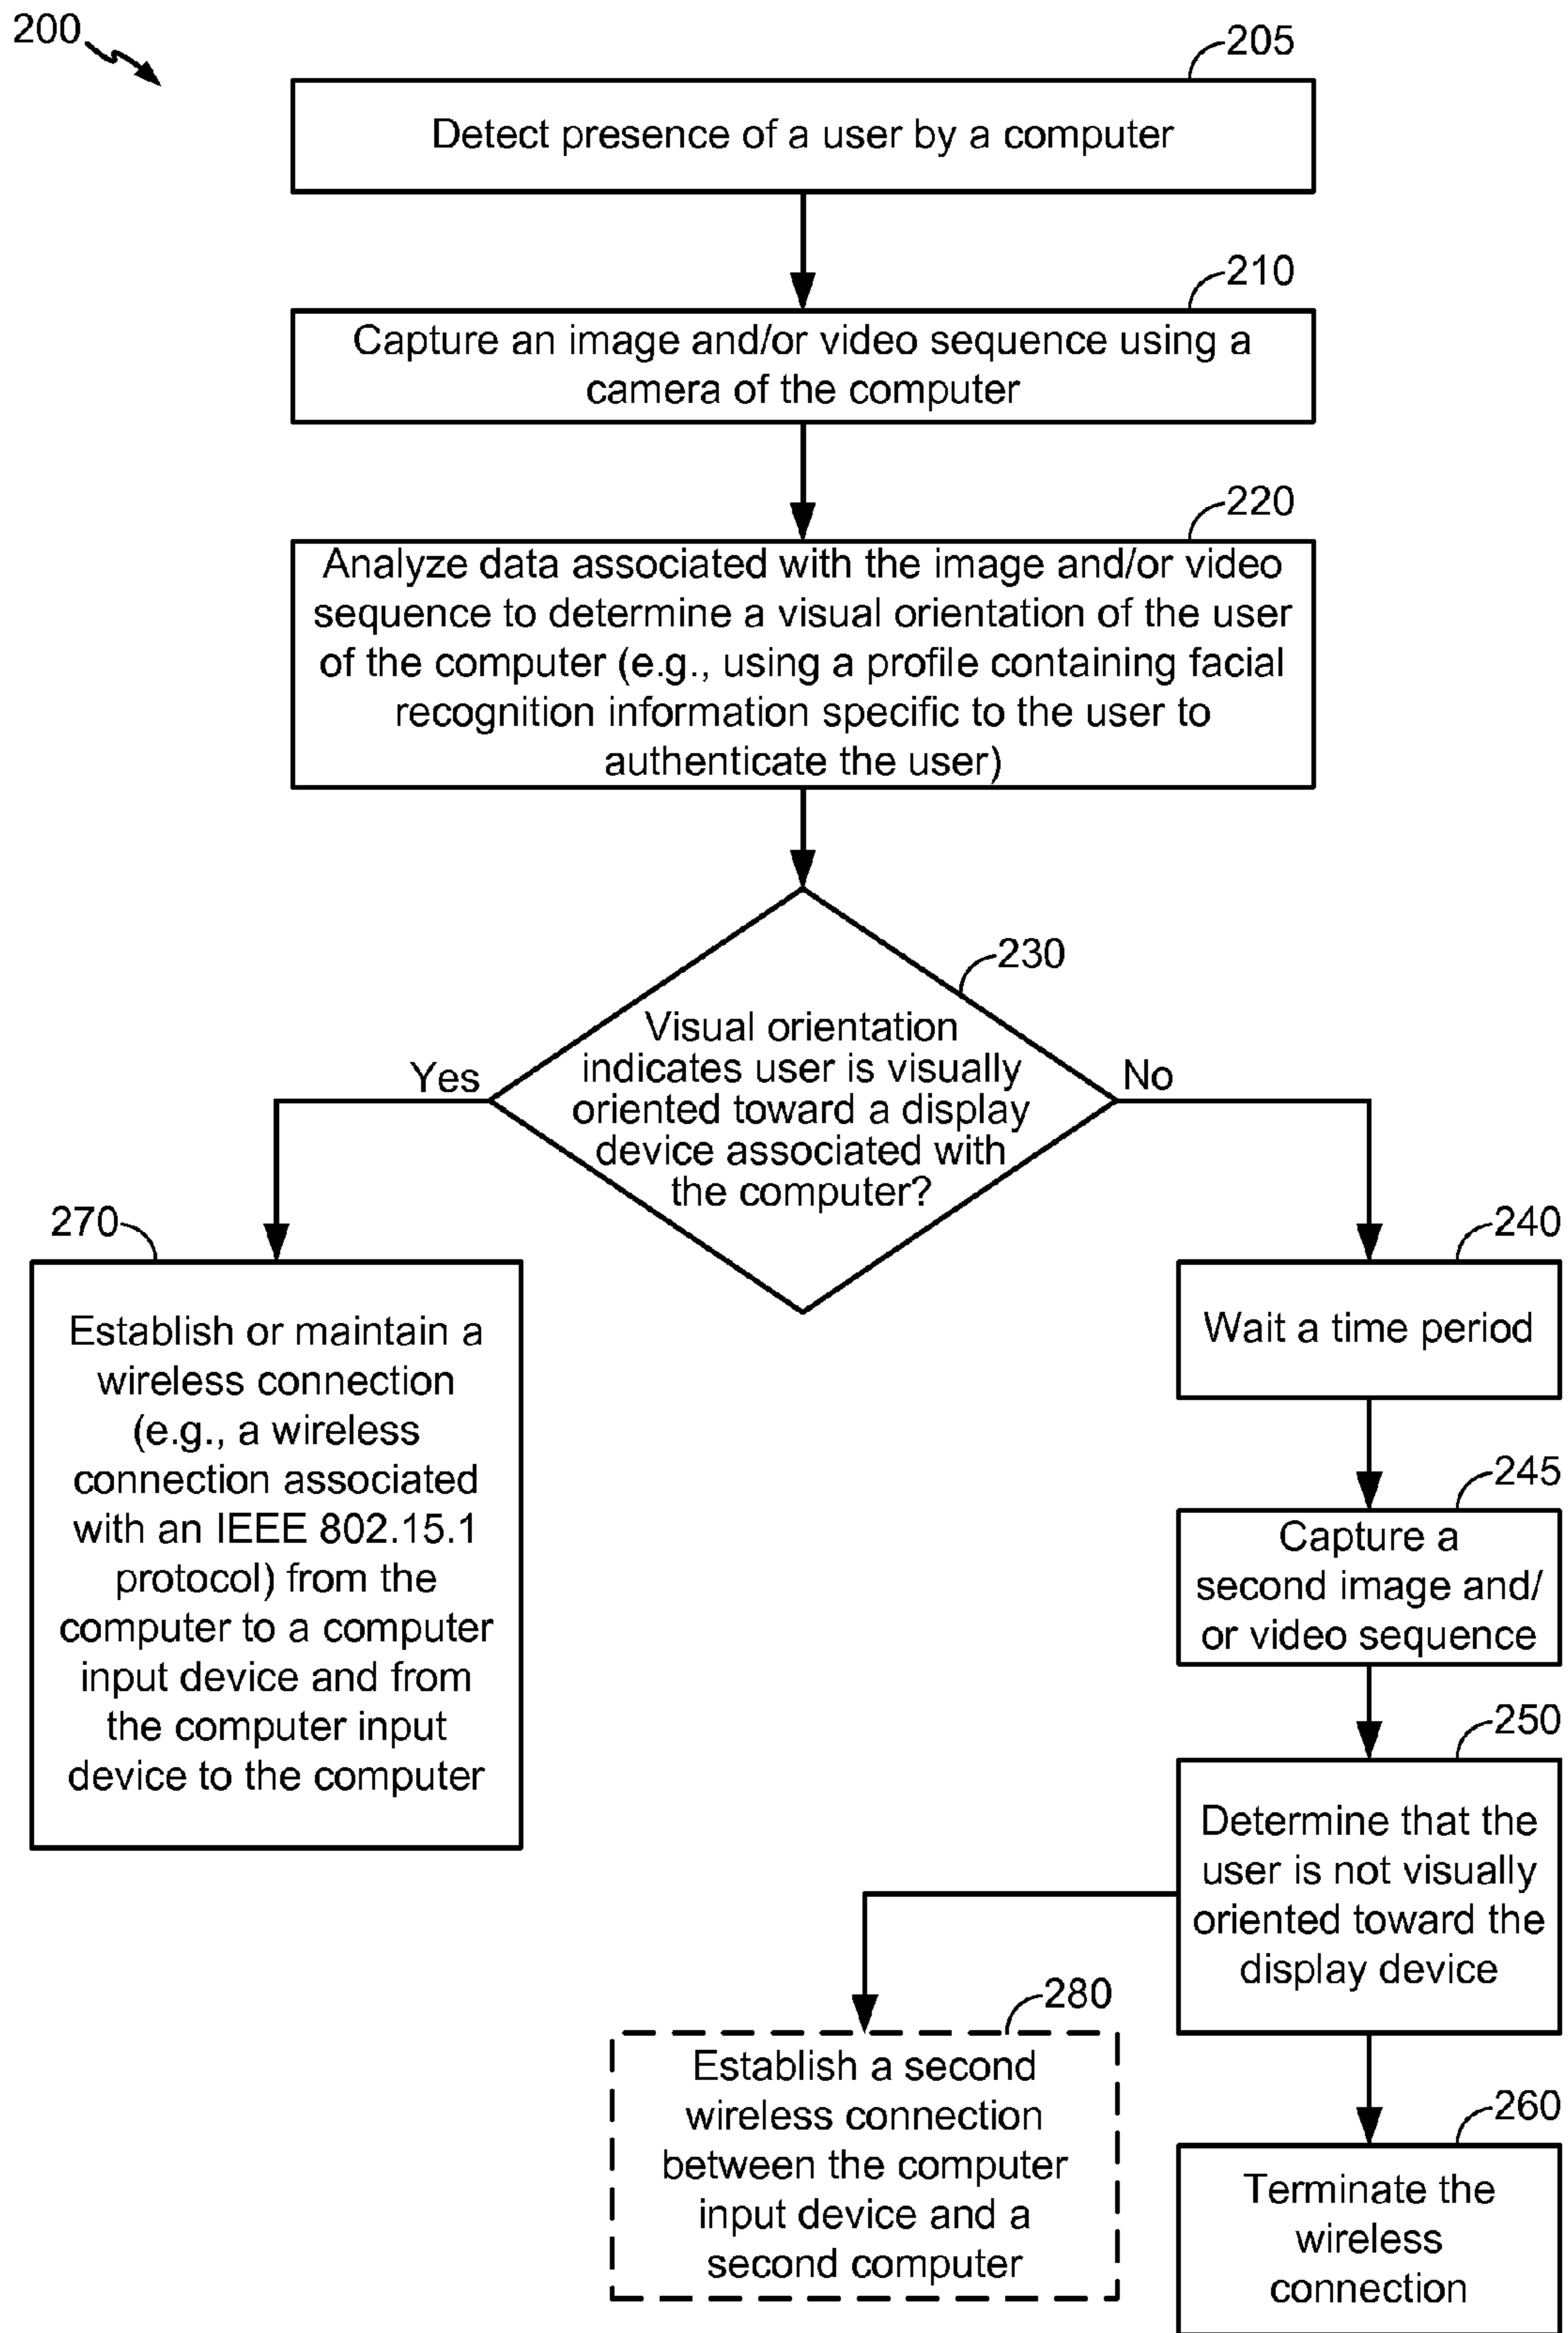 200
205
Detect presence of a user by a computer
210
Capture an image and/or video sequence using a
camera of the computer
220
Analyze data associated with the image and/or video
sequence to determine a visual orientation of the user
of the computer (e.g., using a profile containing facial
recognition information specific to the user to
authenticate the user)
230
Visual orientation
indicates user is visually
oriented toward a display
device associated with
the computer?
Yes
No
270
Establish or maintain a
wireless connection
(e.g., a wireless
connection associated
with an IEEE 802.15.1
protocol) from the
computer to a computer
input device and from
the computer input
device to the computer
240
Wait a time period
245
Capture a
second image and/
or video sequence
250
Determine that the
user is not visually
oriented toward the
display device
280
Establish a second
wireless connection
between the computer
input device and a
second computer
260
Terminate the
wireless
connection